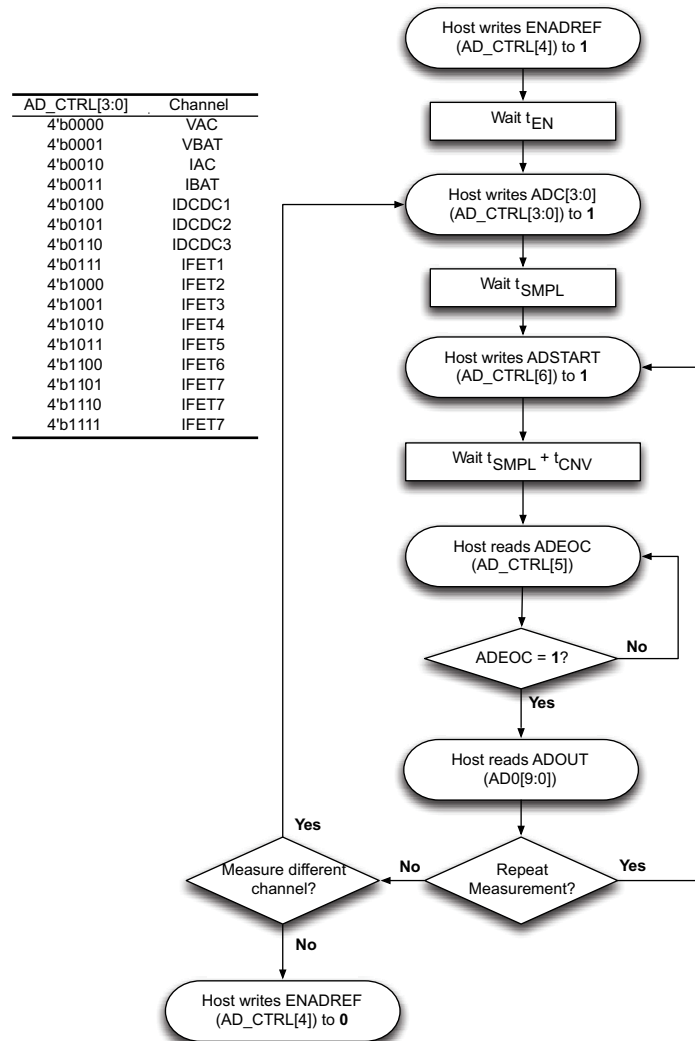 AD_CTRL[3:0] Channel
4'b0000 VAC
4'b0001 VBAT
4'b0010 IAC
4'b0011 IBAT
4'b0100 IDCDC1
4'b0101 IDCDC2
4'b0110 IDCDC3
4'b0111 IFET1
4'b1000 IFET2
4'b1001 IFET3
4'b1010 IFET4
4'b1011 IFET5
4'b1100 IFET6
4'b1101 IFET7
4'b1110 IFET7
4'b1111 IFET7
Host writes ENADREF
(AD_CTRL[4]) to 1
Wait tEN
Host writes ADC[3:0]
(AD_CTRL[3:0]) to 1
Wait tSMPL
Host writes ADSTART
(AD_CTRL[6]) to 1
Wait tSMPL + tCNV
Host reads ADEOC
(AD_CTRL[5])
ADEOC = 1?
No
Yes
Host reads ADOUT
(AD0[9:0])
Repeat
Measurement?
Yes
No
Measure different
channel?
Yes
No
Host writes ENADREF
(AD_CTRL[4]) to 0